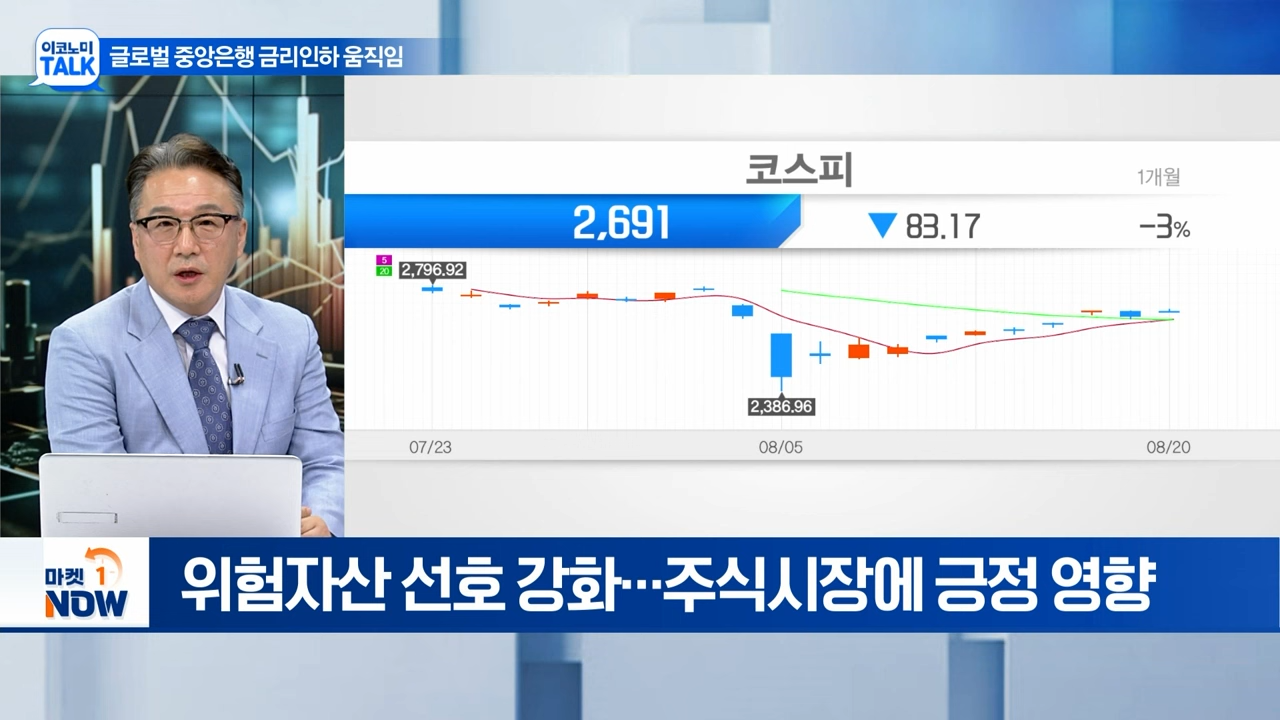 이코노미
TALK
글로벌 중앙은행 금리인하 움직임
코스피
1개월
2,691
▼ 83.17
-3%
5
20
2,796.92
2,386.96
07/23
08/05
08/20
마켓 1
NOW
위험자산 선호 강화…주식시장에 긍정 영향